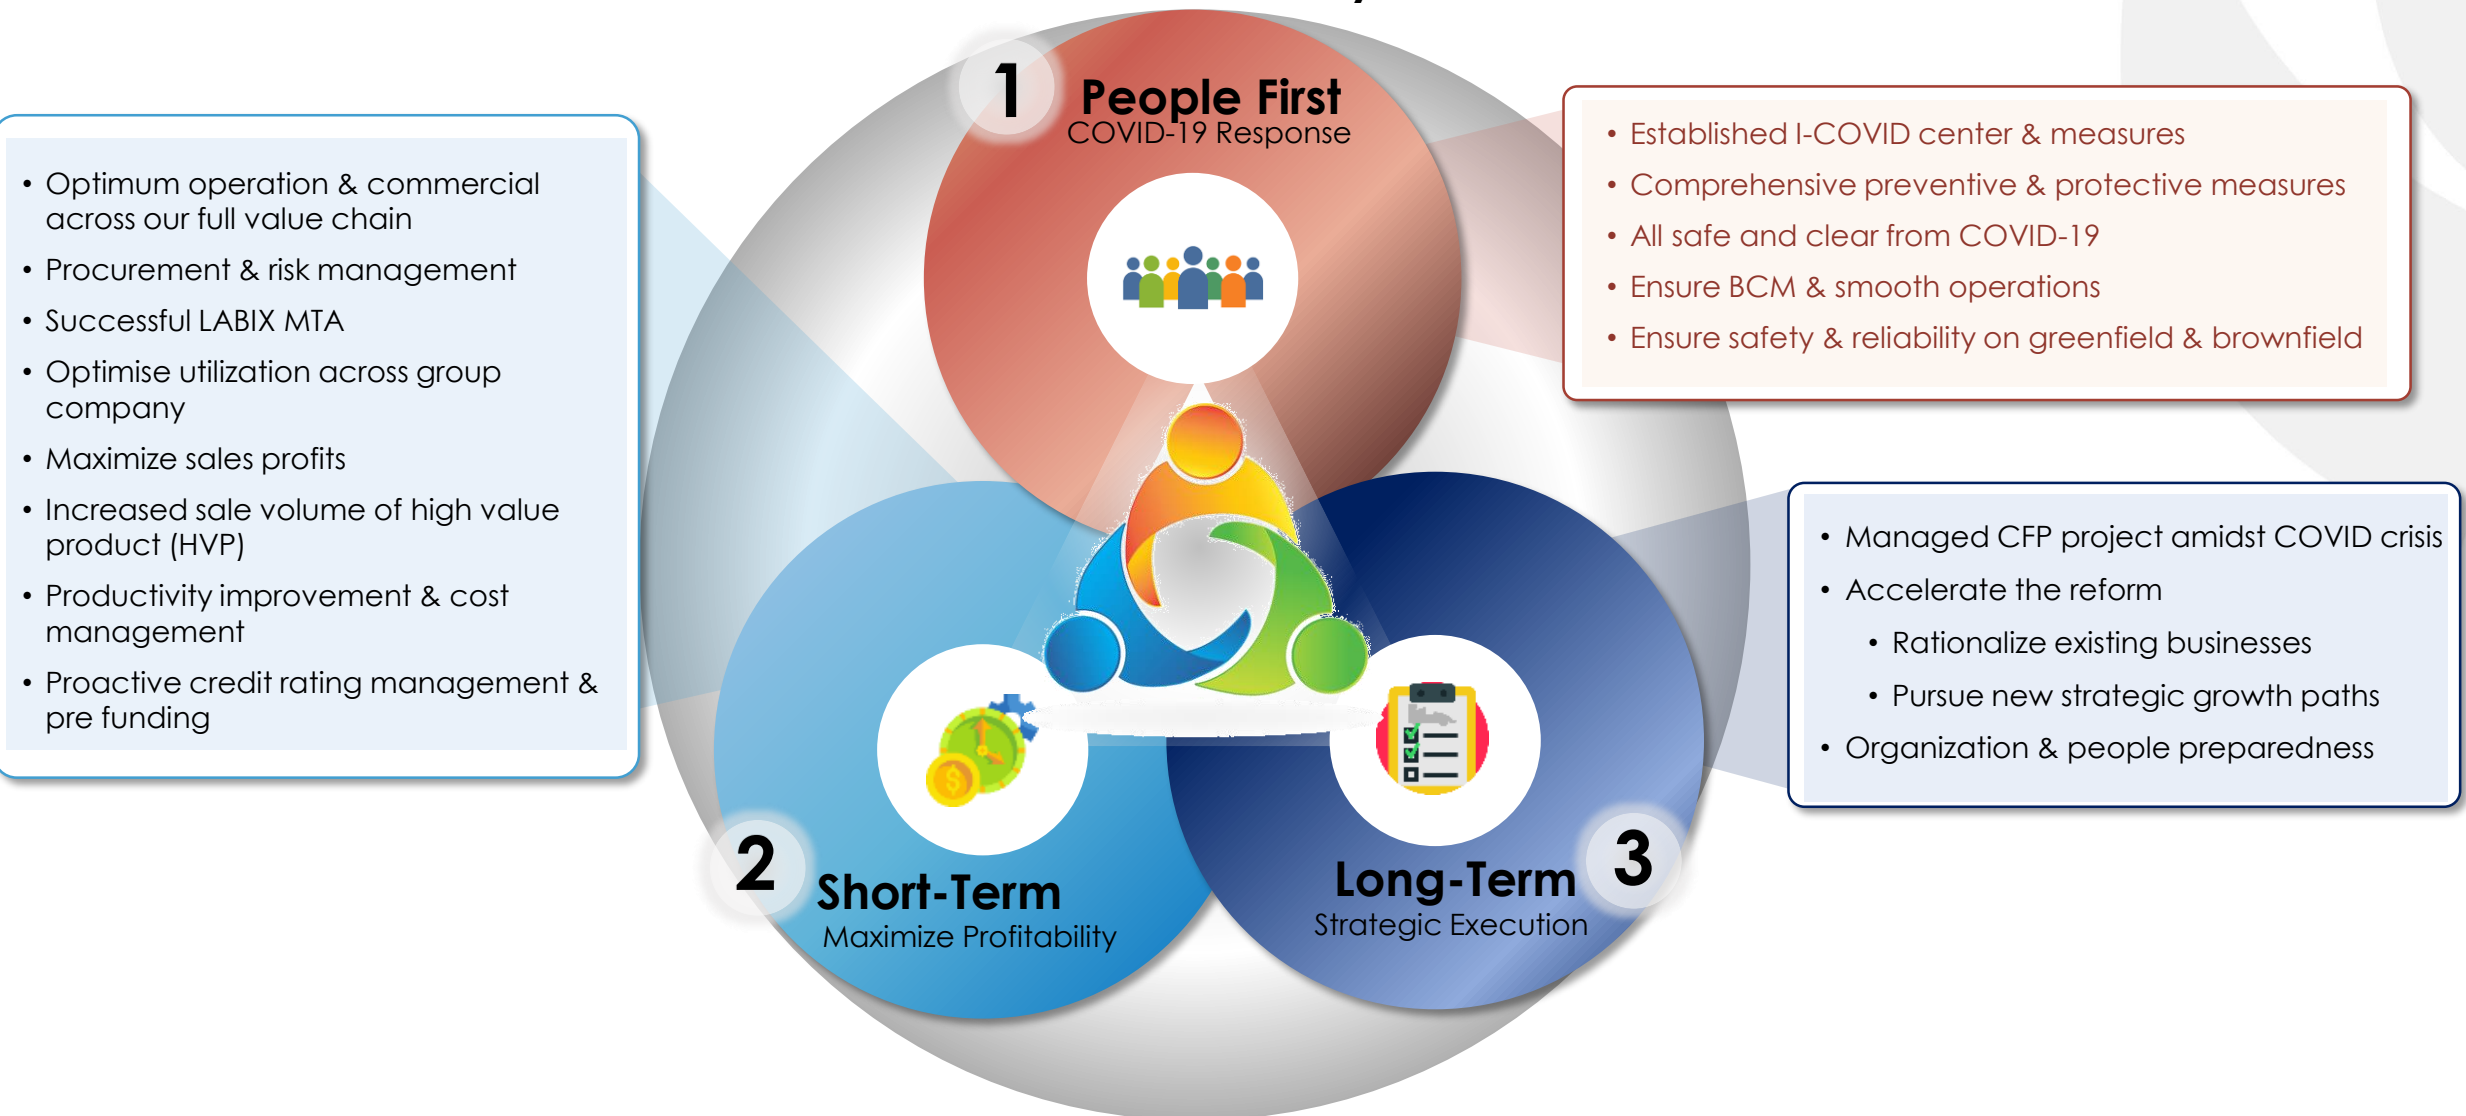 1
People First
COVID-19 Response
• Established I-COVID center & measures
• Comprehensive preventive & protective measures
• All safe and clear from COVID-19
• Ensure BCM & smooth operations
• Ensure safety & reliability on greenfield & brownfield
• Optimum operation & commercial
across our full value chain
• Procurement & risk management
• Successful LABIX MTA
• Optimise utilization across group
company
• Maximize sales profits
• Increased sale volume of high value
product (HVP)
• Productivity improvement & cost
management
• Proactive credit rating management &
pre funding
2
Short-Term
Maximize Profitability
• Managed CFP project amidst COVID crisis
• Accelerate the reform
• Rationalize existing businesses
• Pursue new strategic growth paths
• Organization & people preparedness
3
Long-Term
Strategic Execution
$